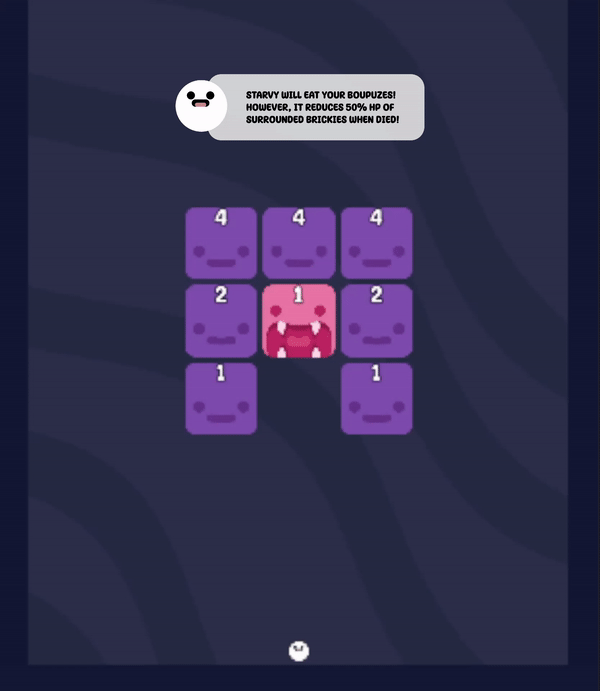 STARVY WILL EAT YOUR BOUPUZES!
HOWEVER, IT REDUCES 50% HP OF
SURROUNDED BRICKIES WHEN DIED!
4 4 4
2 1 2
1 1